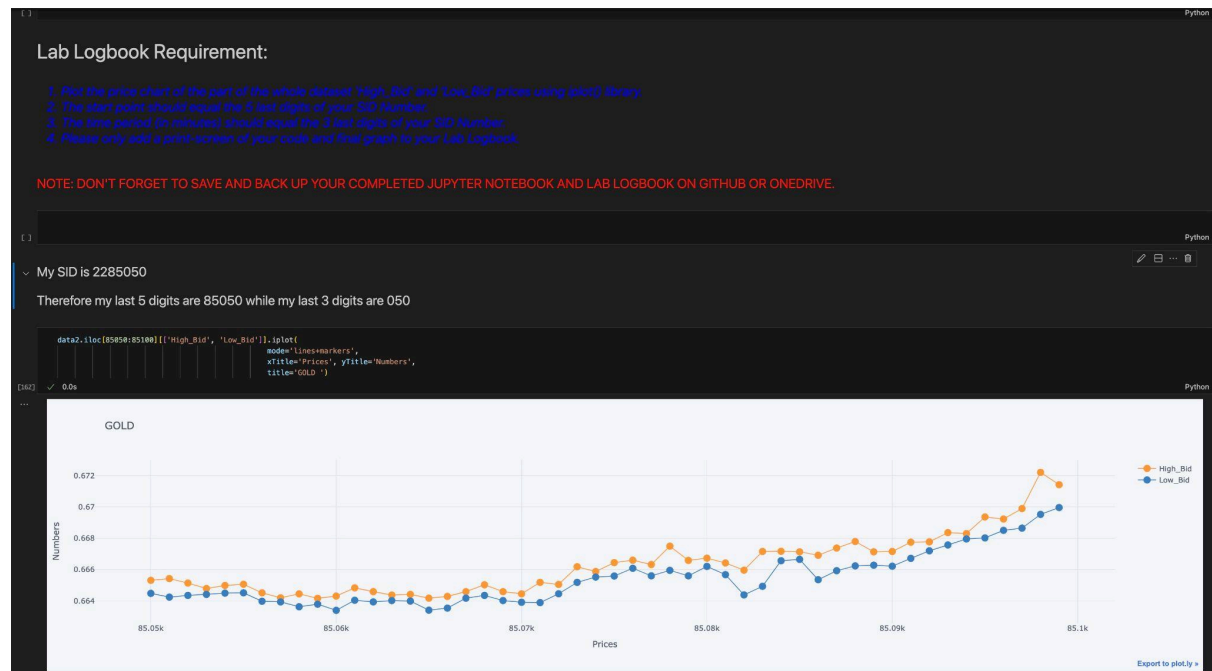 [ ]
Python
Lab Logbook Requirement:
1. Plot the price chart of the part of the whole dataset 'High_Bid' and 'Low_Bid' prices using iplot() library.
2. The start point should equal the 5 last digits of your SID Number.
3. The time period (in minutes) should equal the 3 last digits of your SID Number.
4. Please only add a print-screen of your code and final graph to your Lab Logbook.
NOTE: DON'T FORGET TO SAVE AND BACK UP YOUR COMPLETED JUPYTER NOTEBOOK AND LAB LOGBOOK ON GITHUB OR ONEDRIVE.
[ ]
Python
My SID is 2285050
Therefore my last 5 digits are 85050 while my last 3 digits are 050
data2.iloc[85050:85100][['High_Bid', 'Low_Bid']].iplot(
mode='lines+markers',
xTitle='Prices', yTitle='Numbers',
title='GOLD ')
[162] 0.0s
Python
...
GOLD
High_Bid
Low_Bid
0.672
0.67
0.668
0.666
0.664
Numbers
85.05k 85.06k 85.07k 85.08k 85.09k 85.1k
Prices
Export to plot.ly »